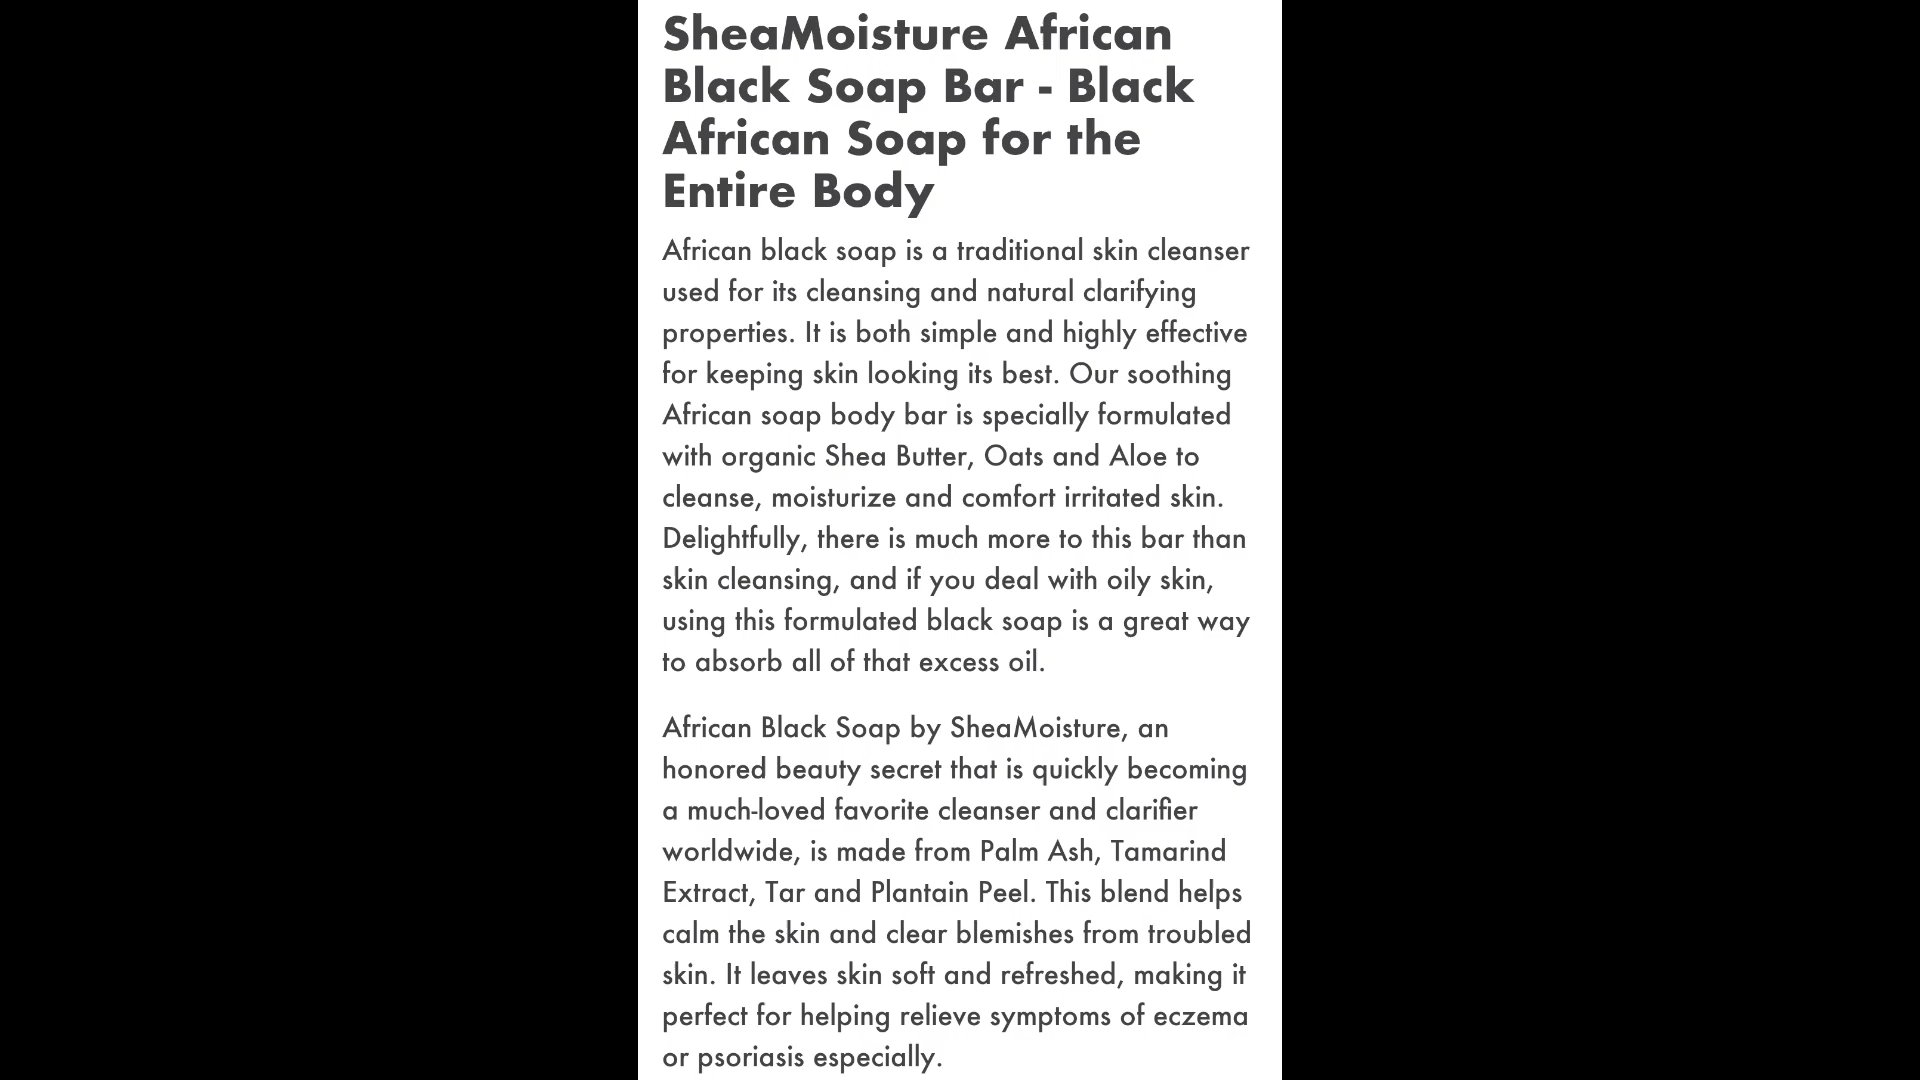 SheaMoisture African
Black Soap Bar - Black
African Soap for the
Entire Body
African black soap is a traditional skin cleanser
used for its cleansing and natural clarifying
properties. It is both simple and highly effective
for keeping skin looking its best. Our soothing
African soap body bar is specially formulated
with organic Shea Butter, Oats and Aloe to
cleanse, moisturize and comfort irritated skin.
Delightfully, there is much more to this bar than
skin cleansing, and if you deal with oily skin,
using this formulated black soap is a great way
to absorb all of that excess oil.
African Black Soap by SheaMoisture, an
honored beauty secret that is quickly becoming
a much-loved favorite cleanser and clarifier
worldwide, is made from Palm Ash, Tamarind
Extract, Tar and Plantain Peel. This blend helps
calm the skin and clear blemishes from troubled
skin. It leaves skin soft and refreshed, making it
perfect for helping relieve symptoms of eczema
or psoriasis especially.